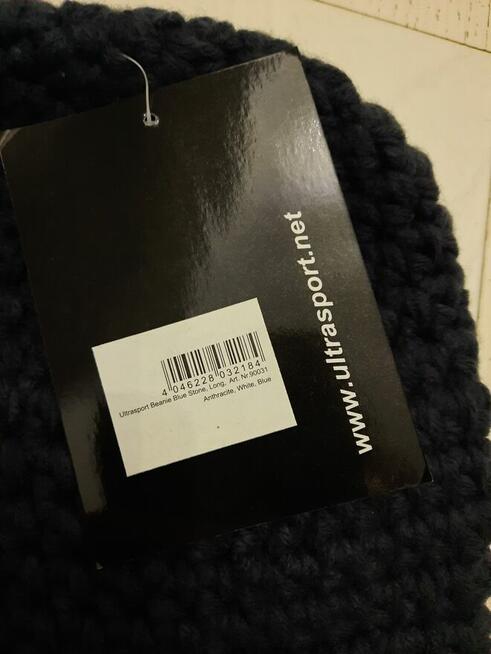 4 046228 032184
Ultrasport Beanie Blue Stone, Long, Art. Nr.90031
Anthracite, White, Blue
www.ultrasport.net